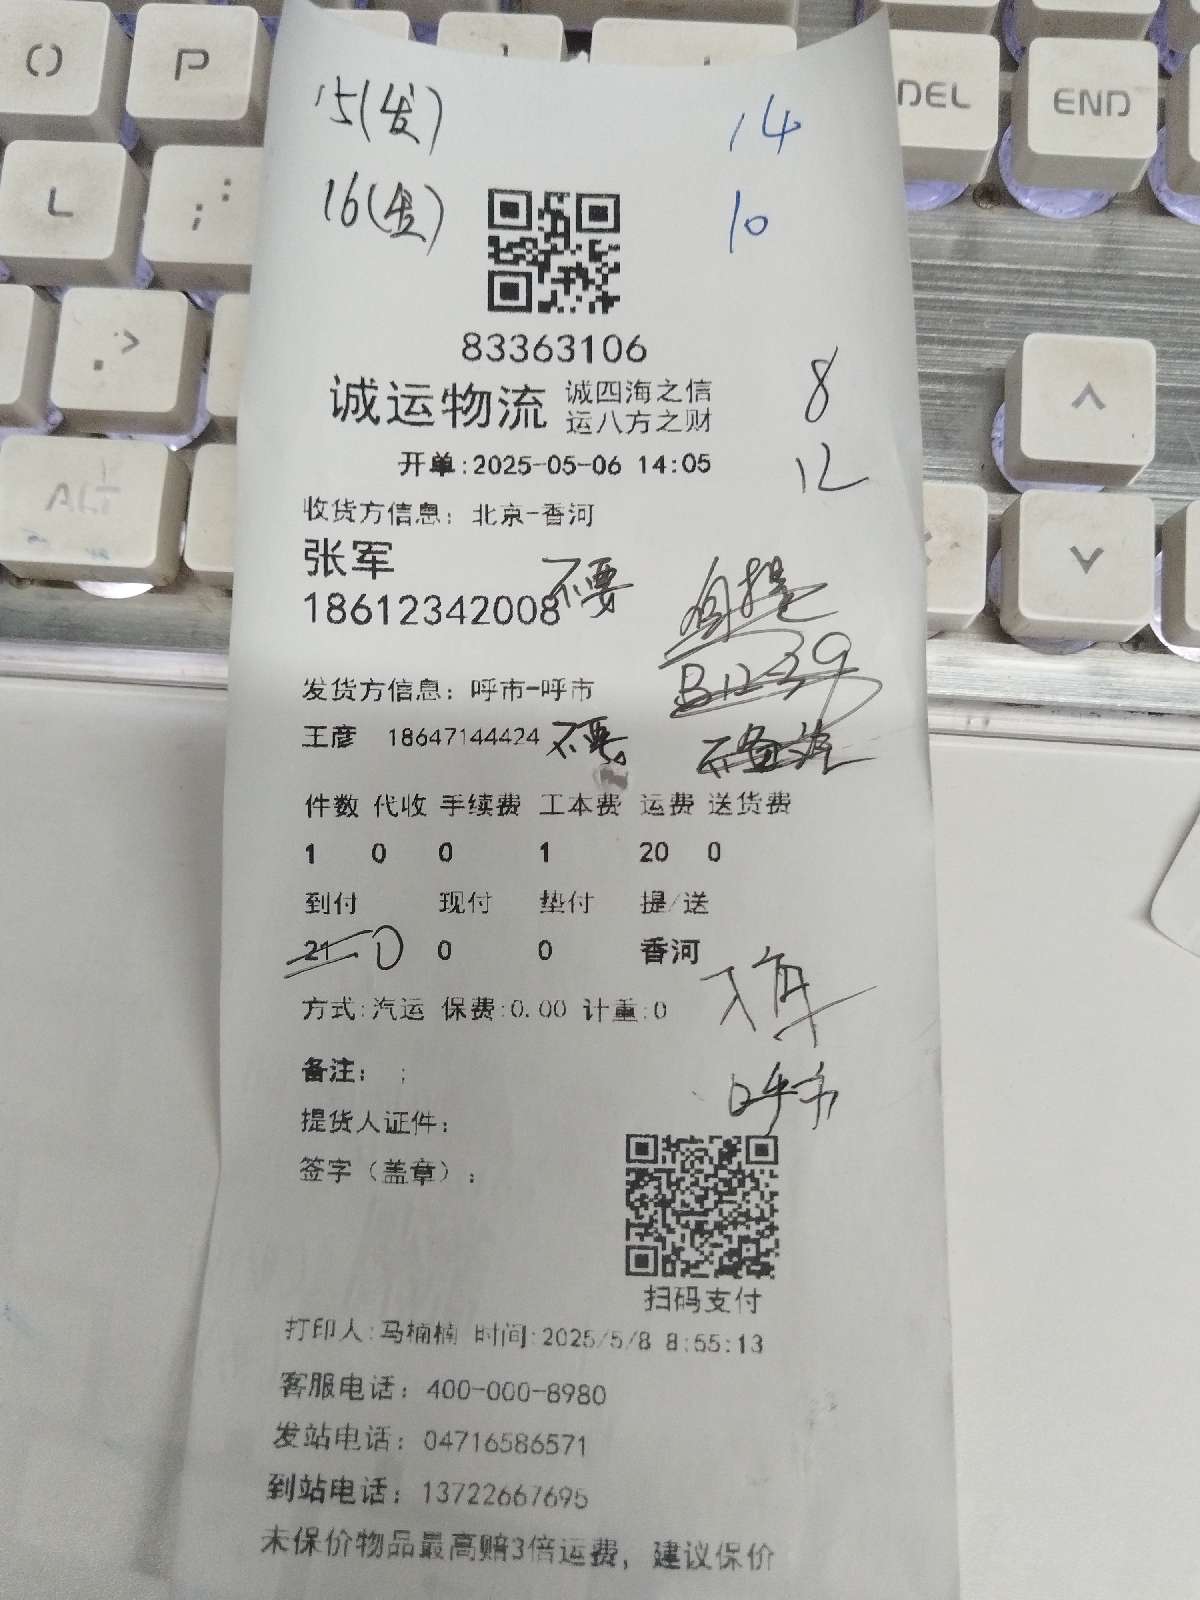 O P DEL END
L ; :
. >
ALT
15(发) 14
16(发) 10
83363106
诚运物流 诚四海之信
运八方之财
8
开单:2025-05-06 14:05
12
收货方信息: 北京-香河
张军
18612342008 不要 自提
B1239
发货方信息: 呼市-呼市
王彦 18647144424 不要
件数 代收 手续费 工本费 运费 送货费
1 0 0 1 20 0
到付 现付 垫付 提/送
21 0 0 0 香河
方式:汽运 保费:0.00 计重:0
入库
备注: ;
呼市
提货人证件:
签字（盖章）:
扫码支付
打印人:马楠楠 时间:2025/5/8 8:55:13
客服电话: 400-000-8980
发站电话: 04716586571
到站电话: 13722667695
未保价物品最高赔3倍运费, 建议保价